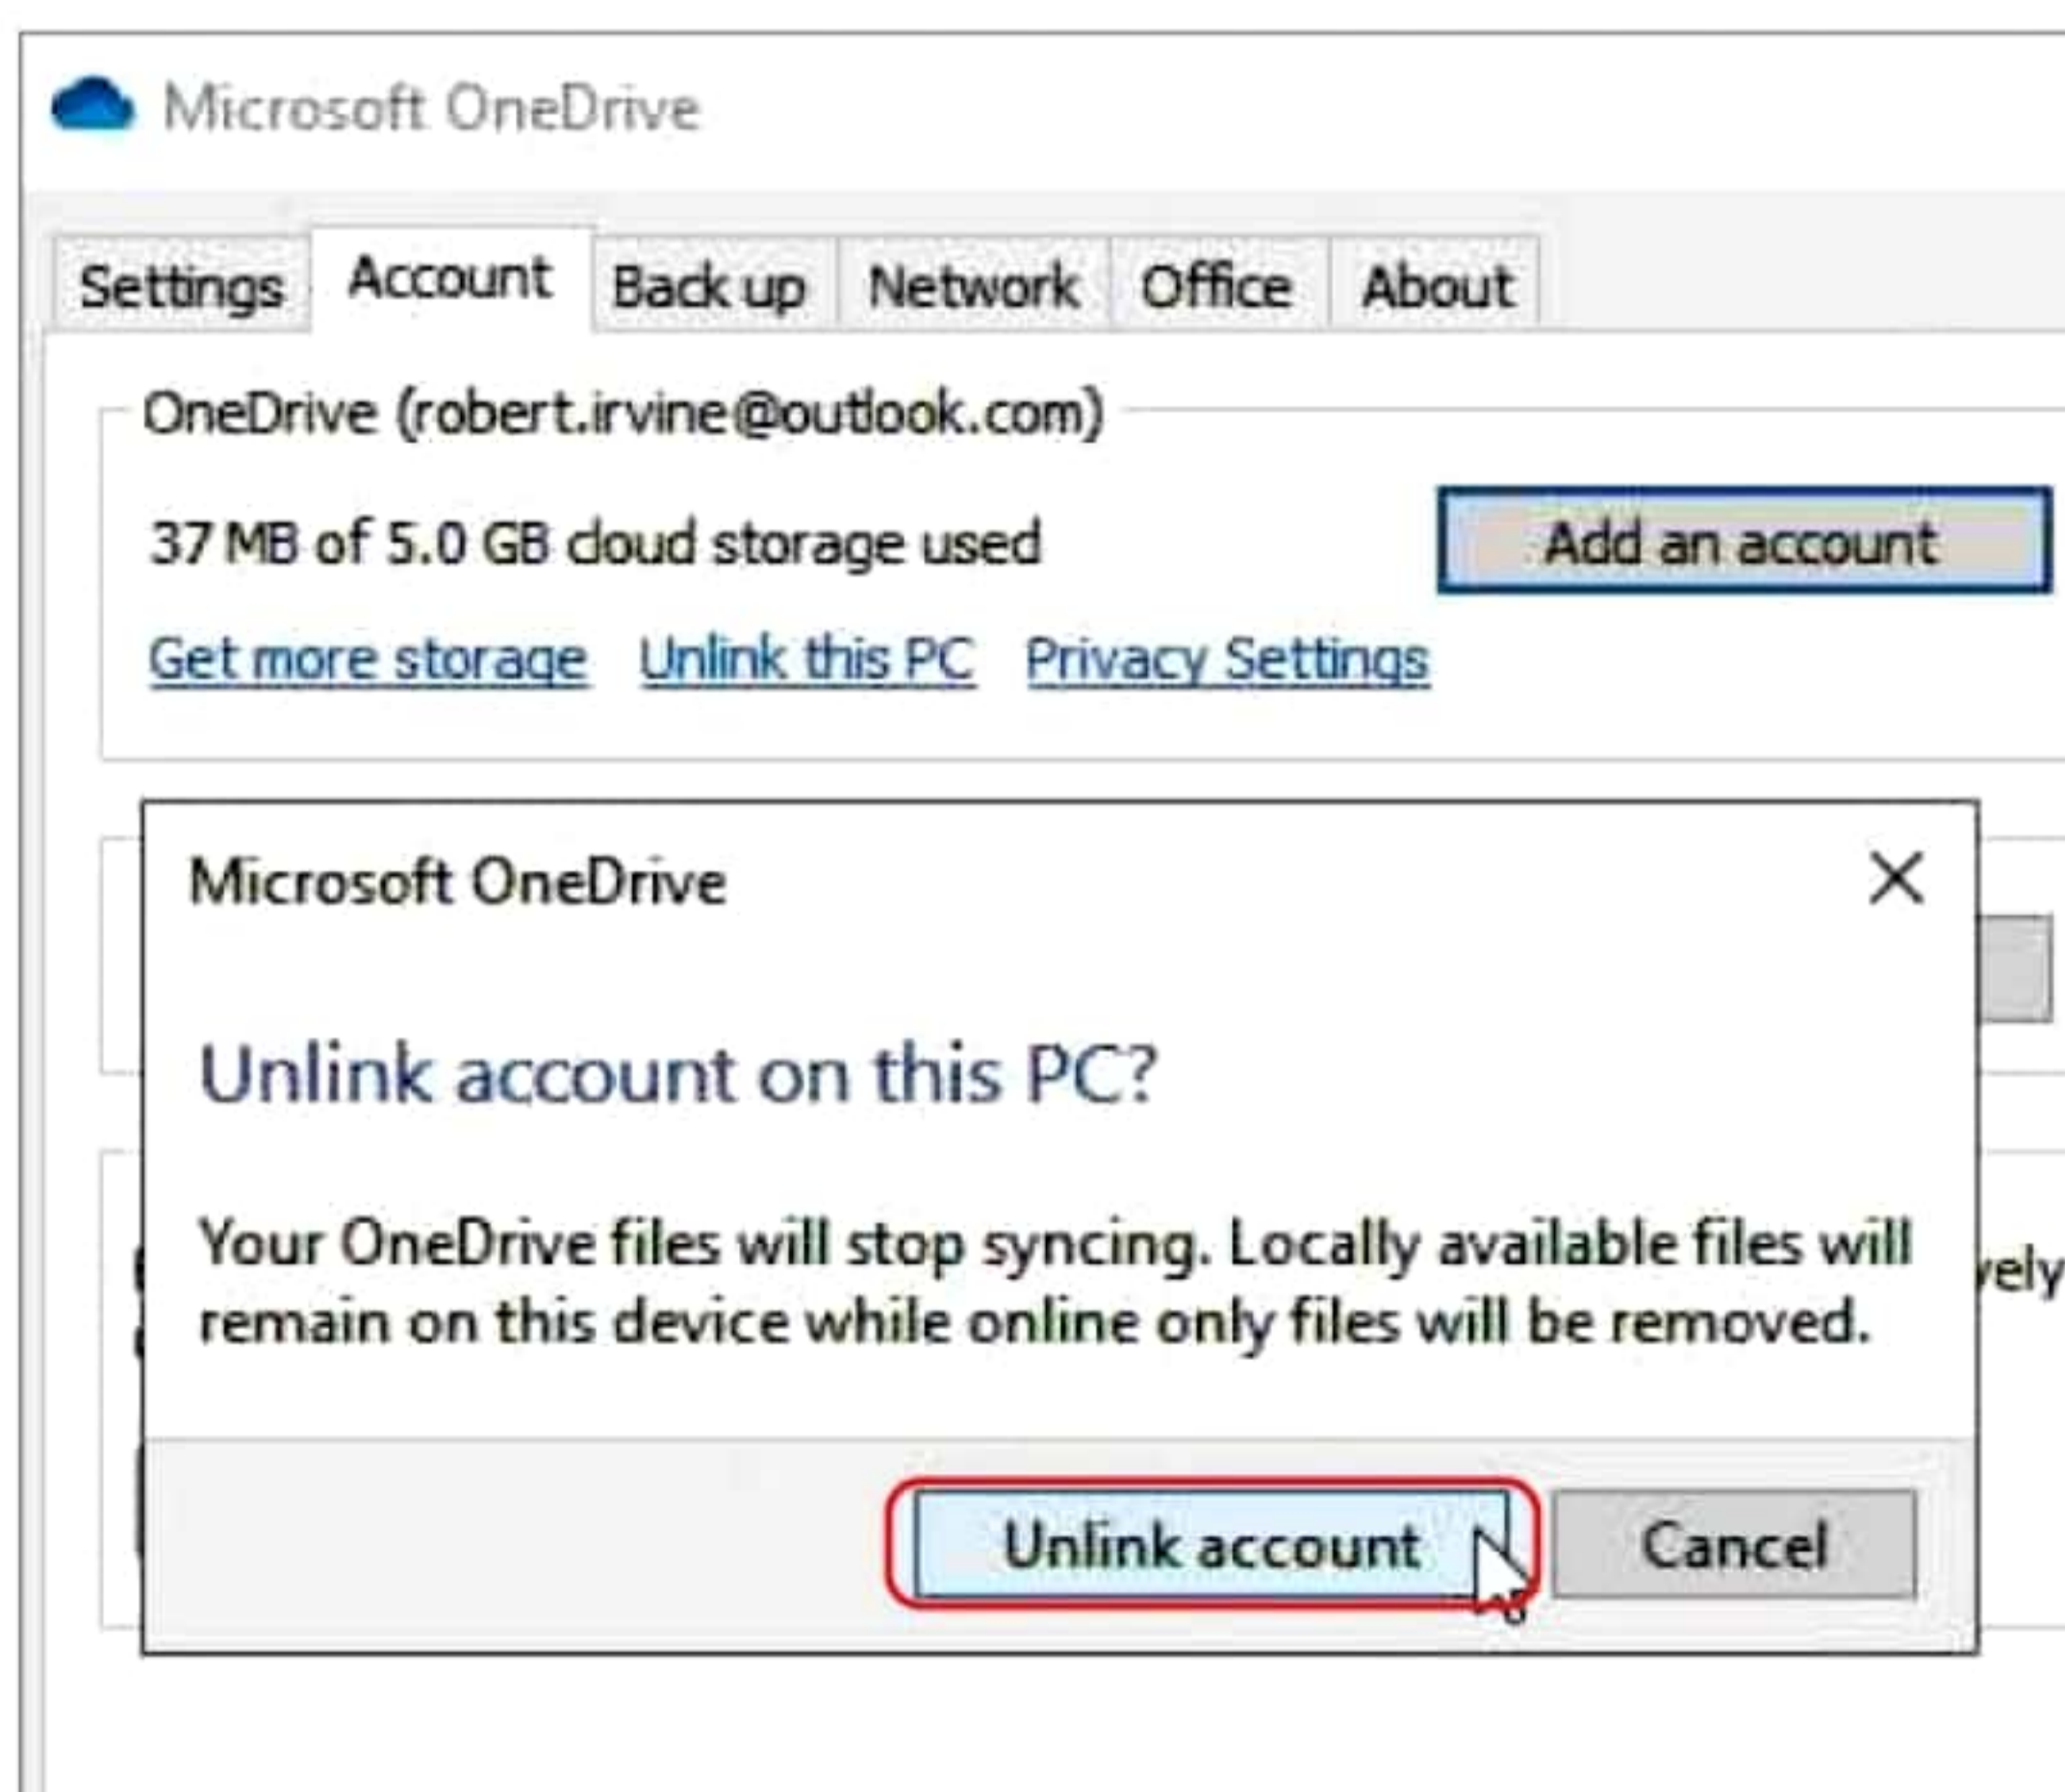 Microsoft OneDrive
Settings Account Back up Network Office About
OneDrive (robert.irvine@outlook.com)
37 MB of 5.0 GB cloud storage used Add an account
Get more storage Unlink this PC Privacy Settings
Microsoft OneDrive
Unlink account on this PC?
Your OneDrive files will stop syncing. Locally available files will
remain on this device while online only files will be removed.
Unlink account Cancel